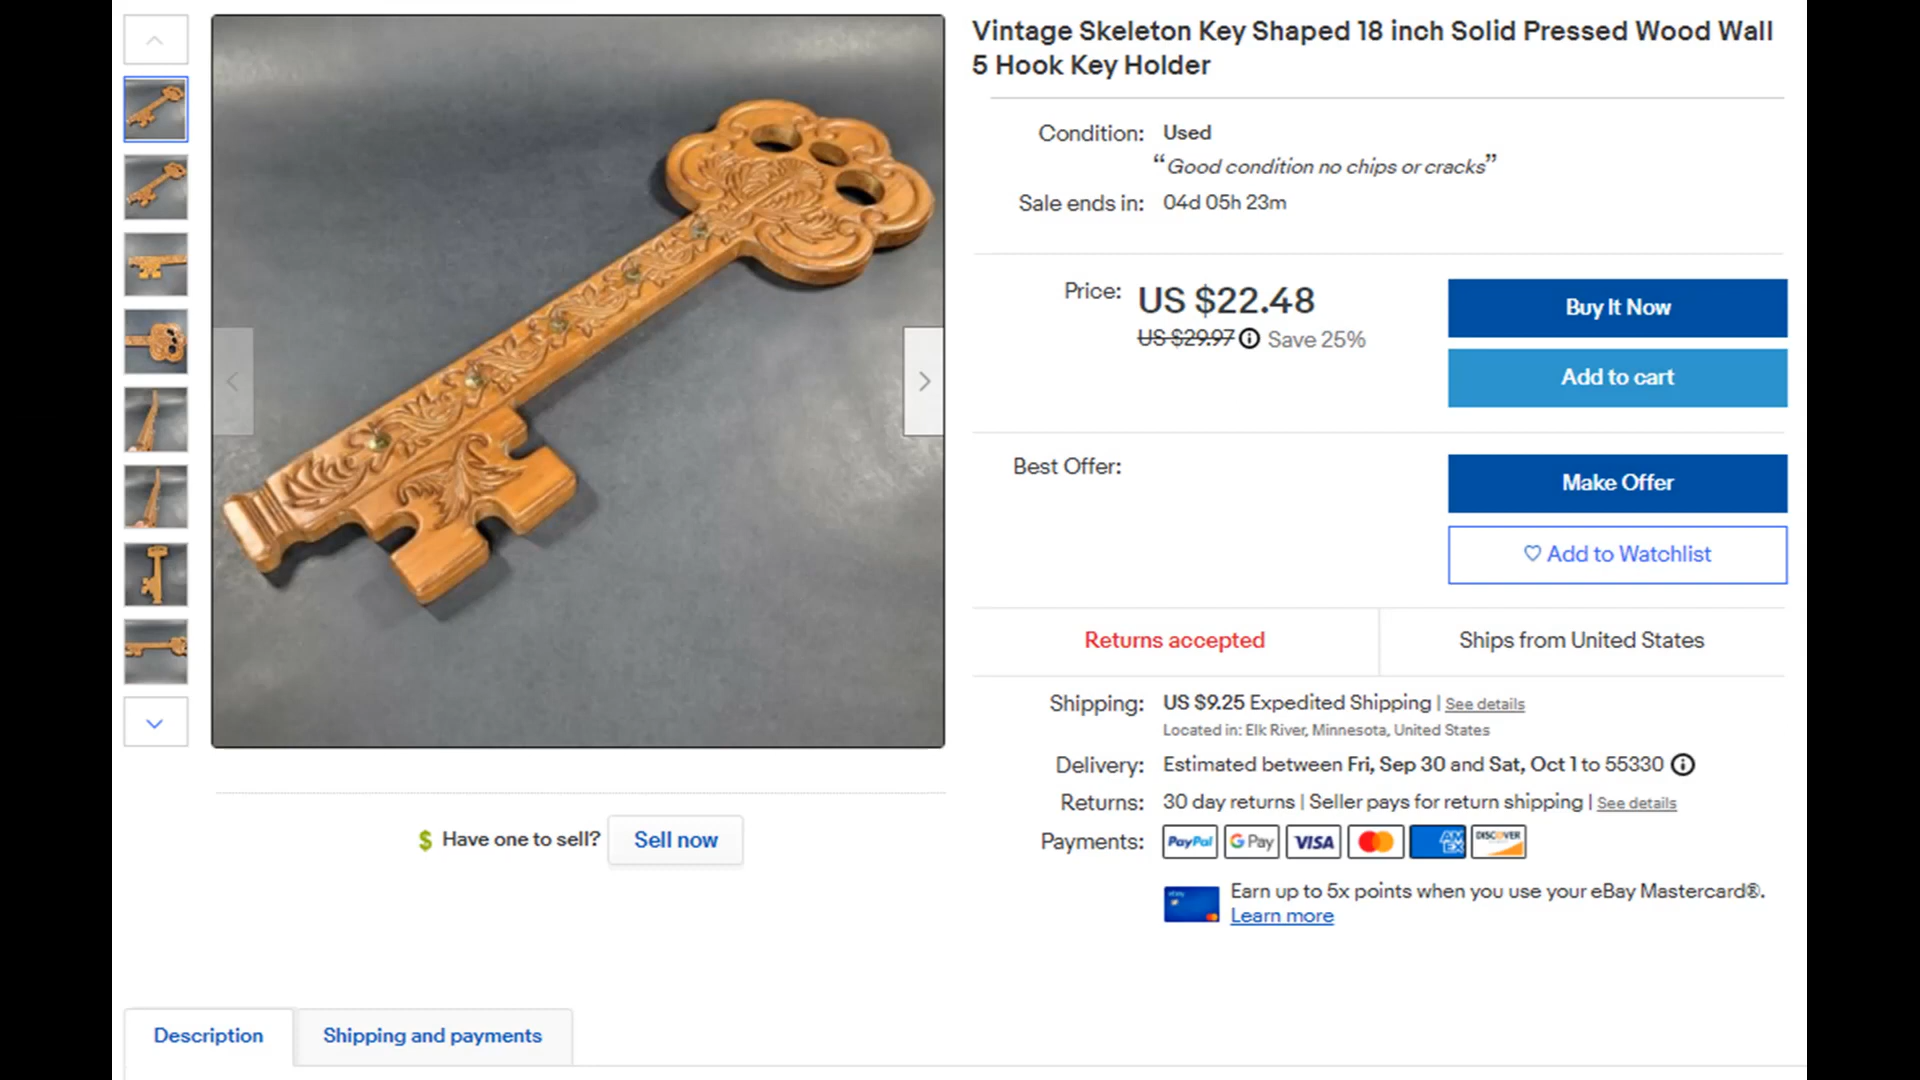 Vintage Skeleton Key Shaped 18 inch Solid Pressed Wood Wall
5 Hook Key Holder
Condition: Used
“Good condition no chips or cracks”
Sale ends in: 04d 05h 23m
Price: US $22.48
US $29.97 Save 25%
Buy It Now
Add to cart
Best Offer:
Make Offer
Add to Watchlist
Returns accepted
Ships from United States
Shipping: US $9.25 Expedited Shipping | See details
Located in: Elk River, Minnesota, United States
Delivery: Estimated between Fri, Sep 30 and Sat, Oct 1 to 55330
Returns: 30 day returns | Seller pays for return shipping | See details
Payments: PayPal G Pay VISA AM EX DISCOVER
Earn up to 5x points when you use your eBay Mastercard®.
Learn more
$ Have one to sell? Sell now
Description
Shipping and payments